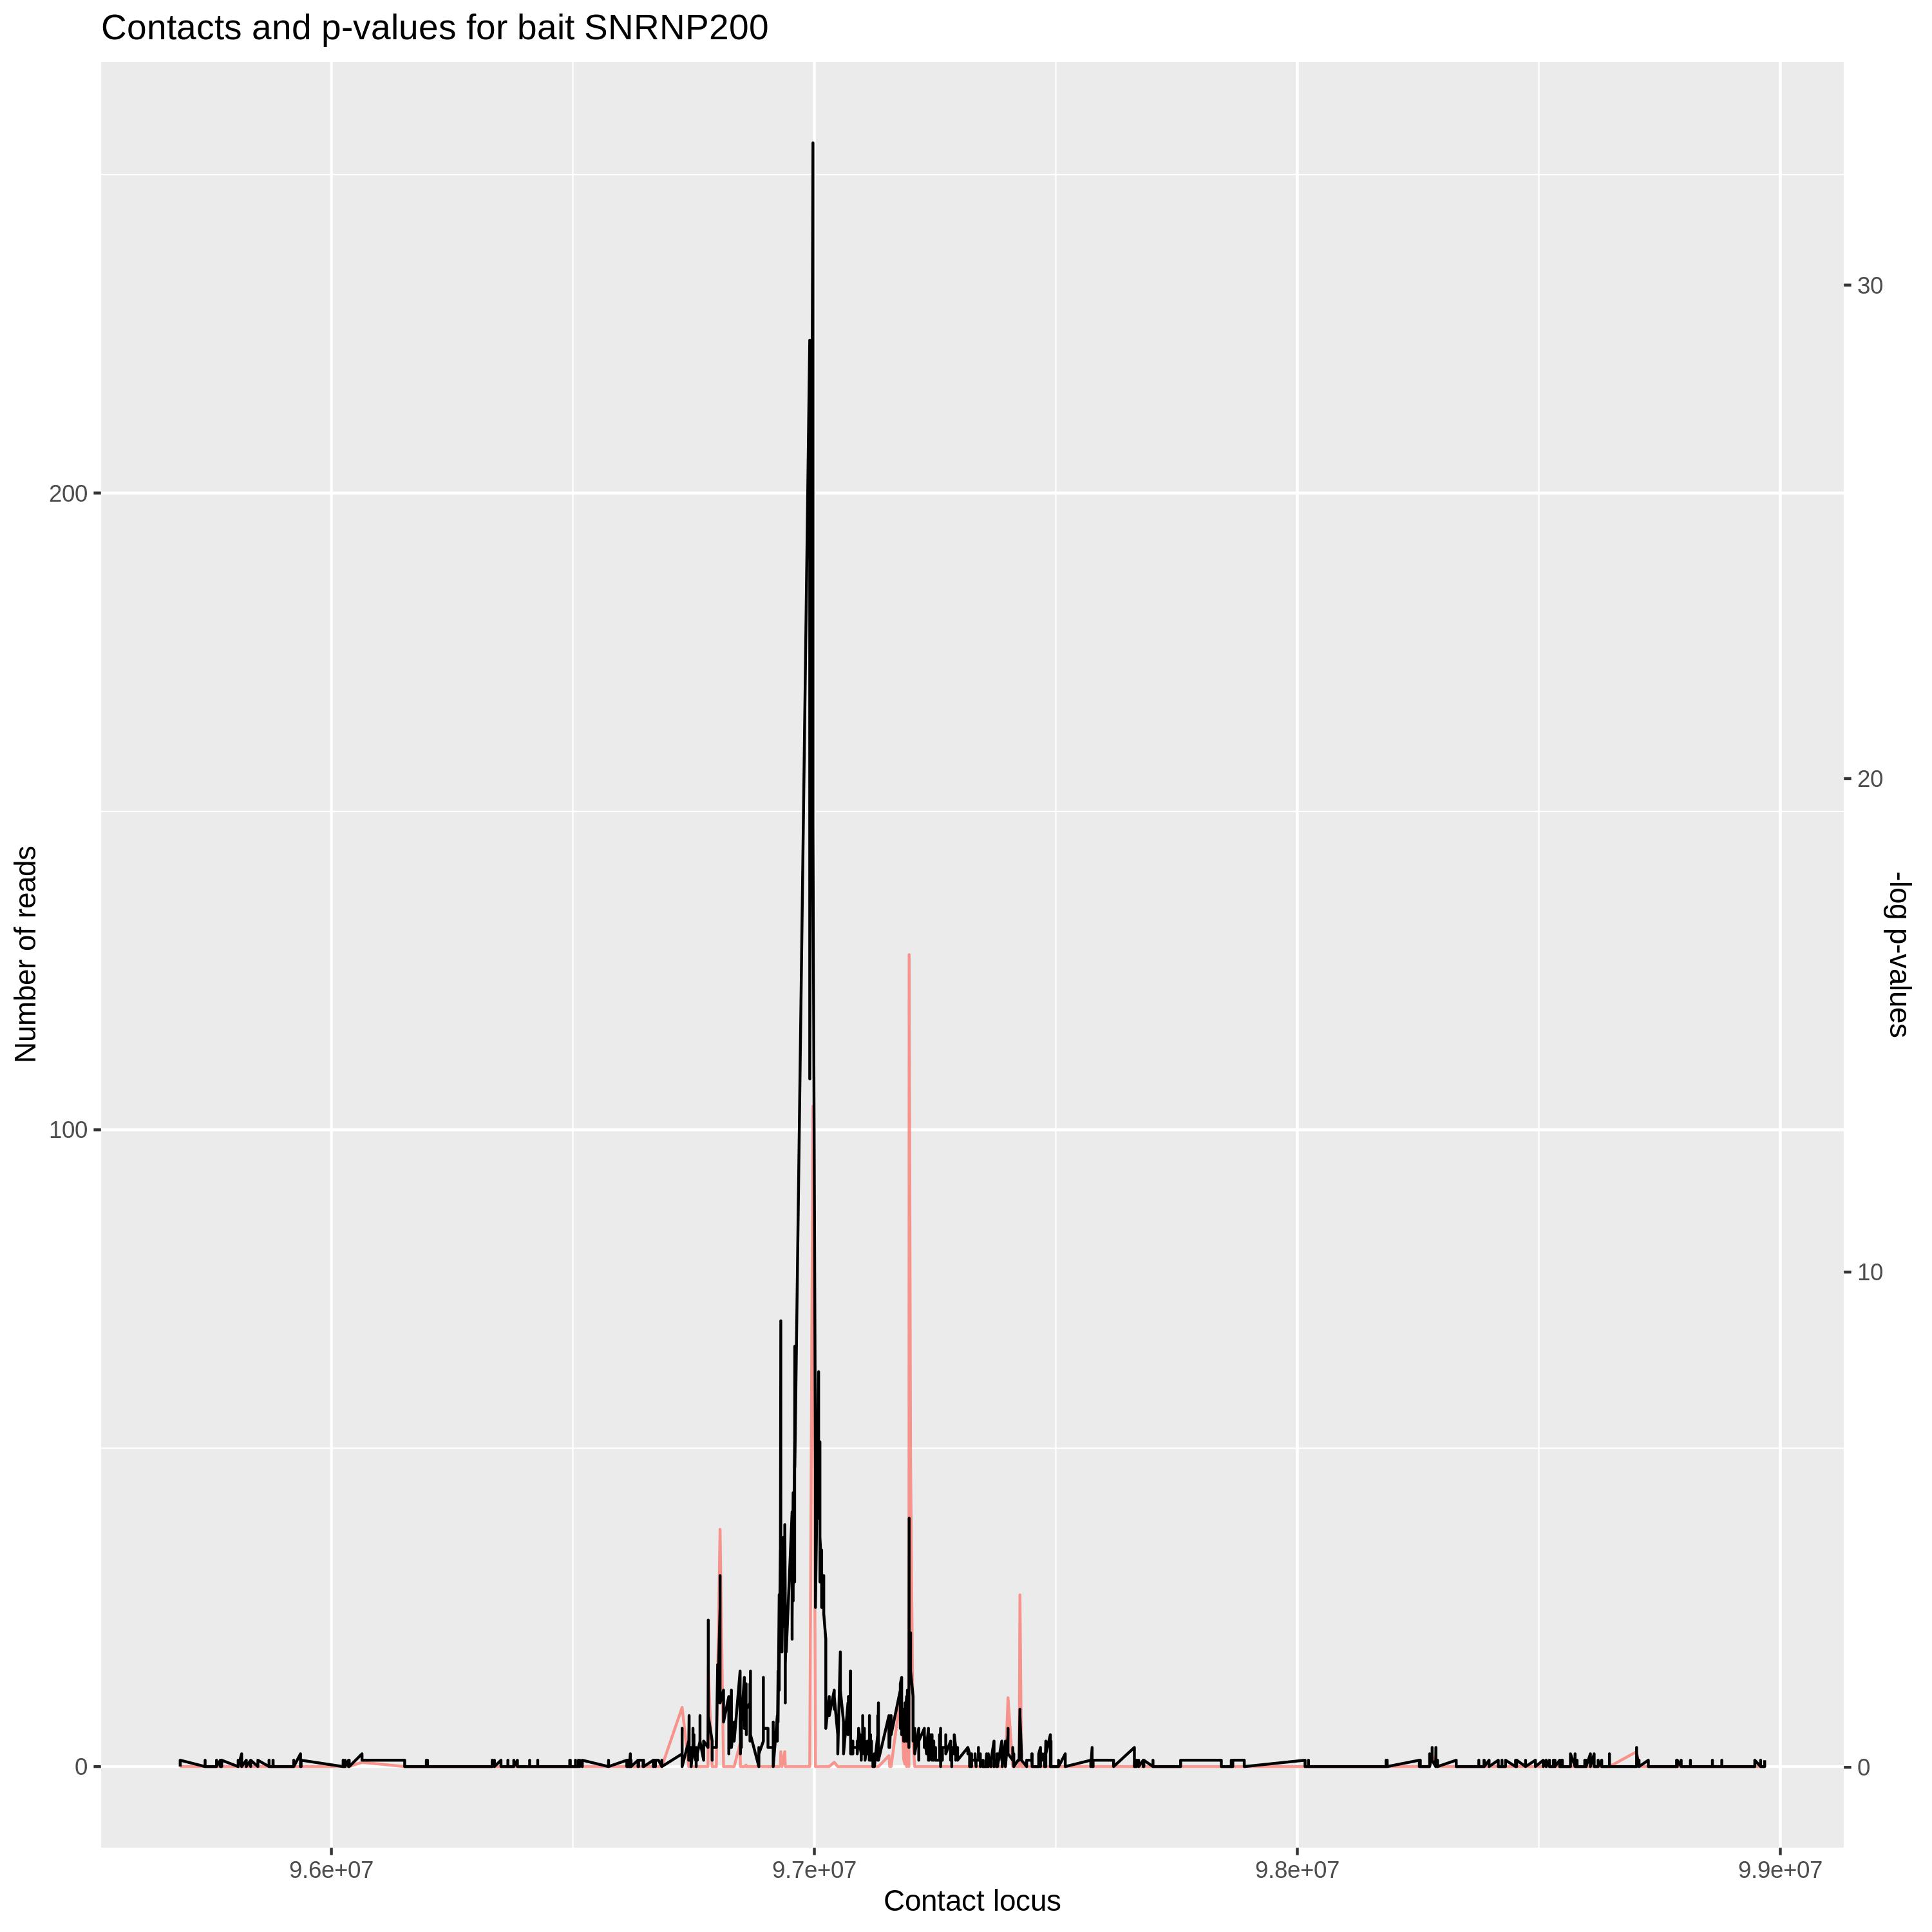 Contacts and p-values for bait SNRNP200
Number of reads
200
100
0
30
20
10
0
-log p-values
9.6e+07 9.7e+07 9.8e+07 9.9e+07
Contact locus